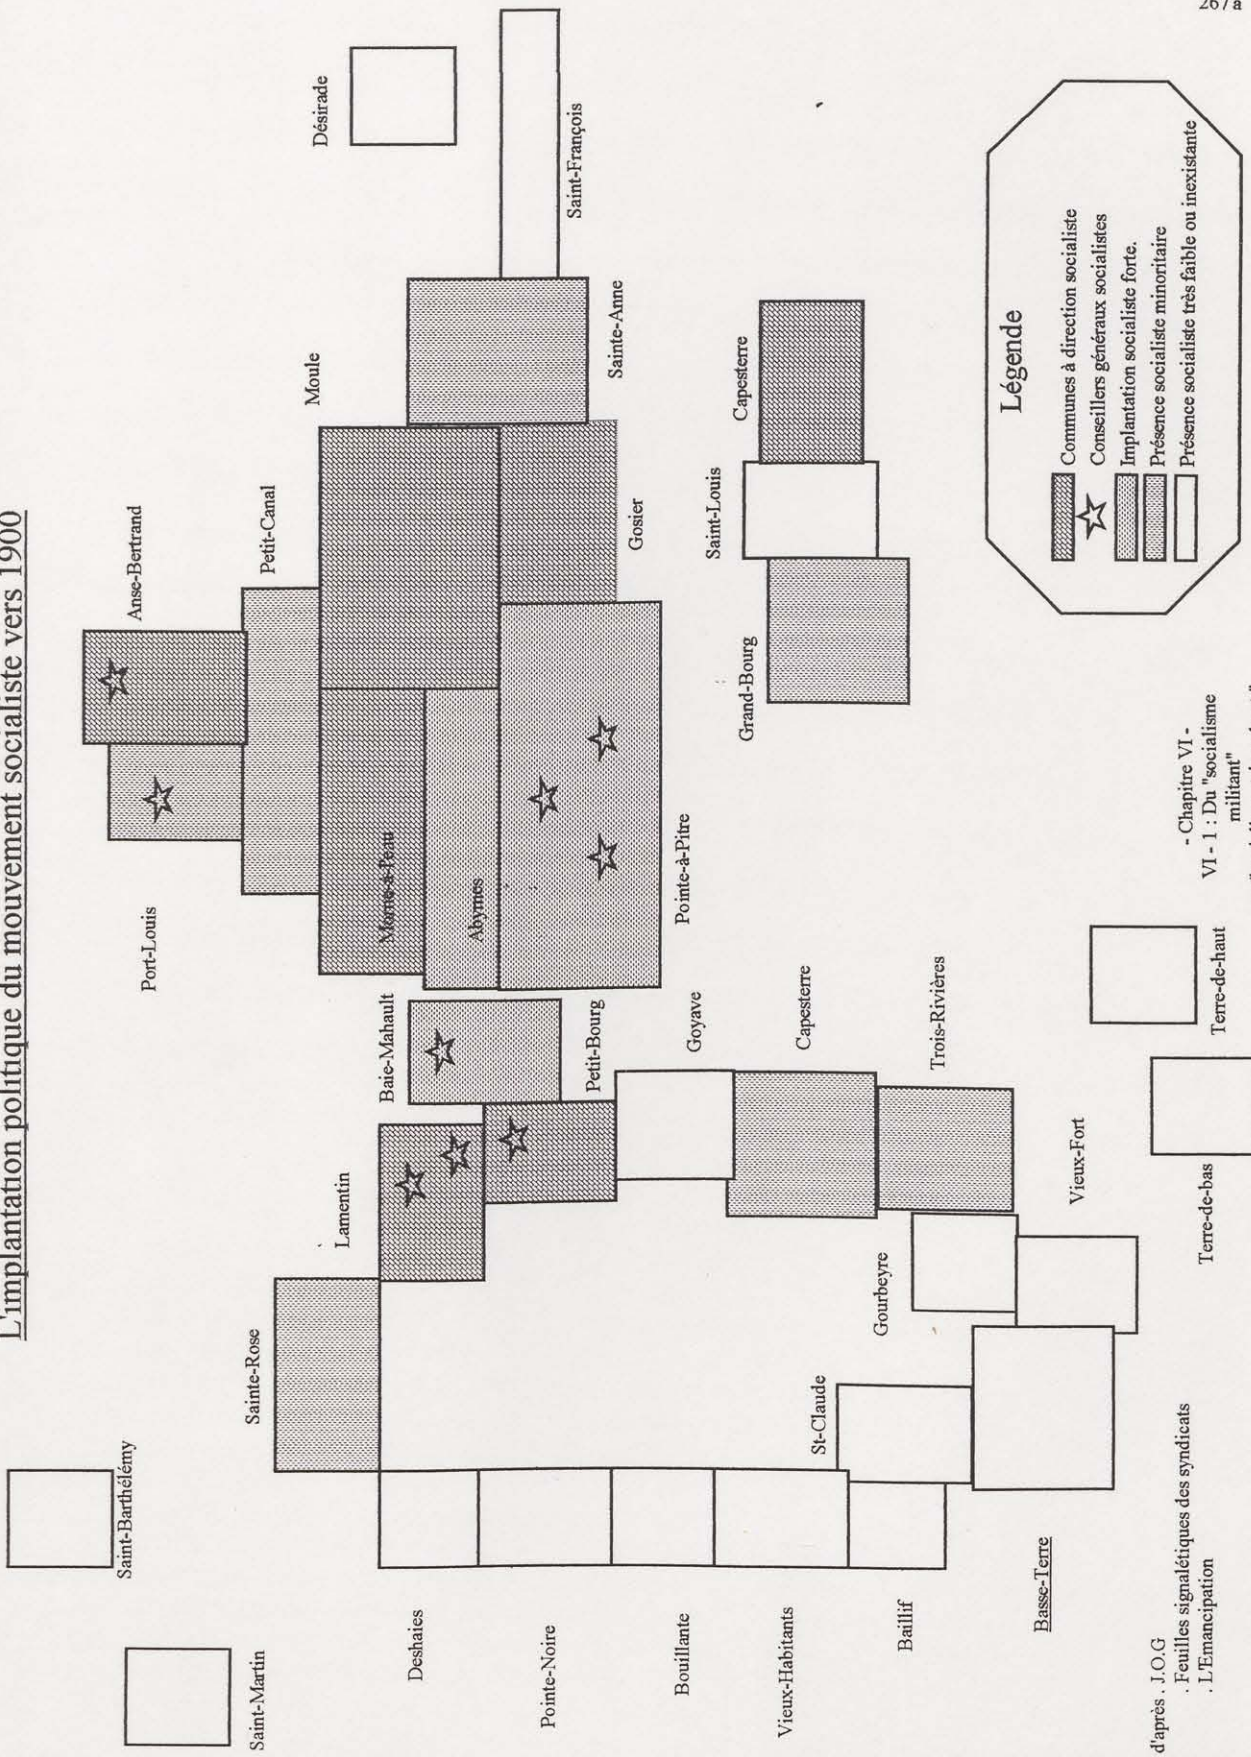 267a
L'implantation politique du mouvement socialiste vers 1900
Saint-Martin
Saint-Barthélémy
Désirade
Saint-François
Anse-Bertrand
Port-Louis
Petit-Canal
Moule
Morne-à-l'eau
Abymes
Sainte-Anne
Gosier
Pointe-à-Pitre
Sainte-Rose
Lamentin
Baie-Mahault
Petit-Bourg
Goyave
Capesterre
Trois-Rivières
Deshaies
Pointe-Noire
Bouillante
Vieux-Habitants
Baillif
St-Claude
Gourbeyre
Basse-Terre
Vieux-Fort
Terre-de-haut
Terre-de-bas
Grand-Bourg
Saint-Louis
Capesterre
Légende
Communes à direction socialiste
Conseillers généraux socialistes
Implantation socialiste forte.
Présence socialiste minoritaire
Présence socialiste très faible ou inexistante
d'après . J.O.G
. Feuilles signalétiques des syndicats
. L'Emancipation
- Chapitre VI -
VI - 1 : Du "socialisme
militant"